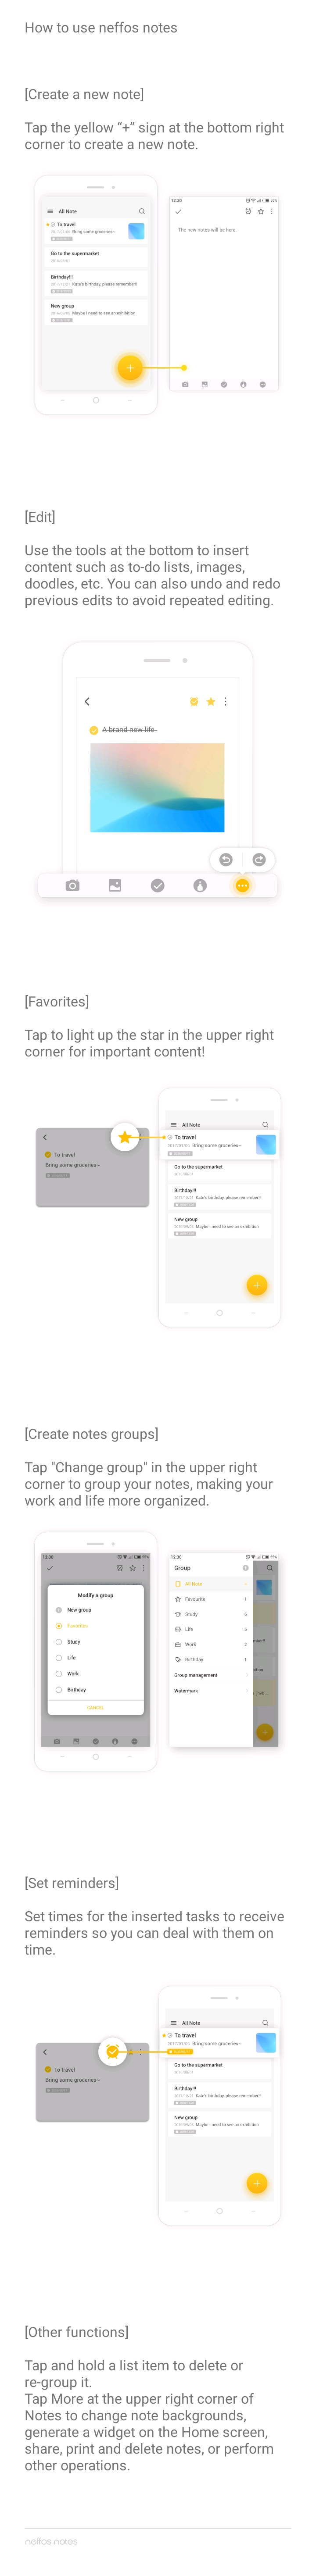 How to use neffos notes
[Create a new note]
Tap the yellow “+” sign at the bottom right
corner to create a new note.
All Note
To travel
Bring some groceries~
Go to the supermarket
Birthday!!!
Kate's birthday, please remember!!
New group
Maybe I need to see an exhibition
12:30
The new notes will be here.
[Edit]
Use the tools at the bottom to insert
content such as to-do lists, images,
doodles, etc. You can also undo and redo
previous edits to avoid repeated editing.
A brand new life
[Favorites]
Tap to light up the star in the upper right
corner for important content!
To travel
Bring some groceries~
All Note
To travel
Bring some groceries~
Go to the supermarket
Birthday!!!
Kate's birthday, please remember!!
New group
Maybe I need to see an exhibition
[Create notes groups]
Tap "Change group" in the upper right
corner to group your notes, making your
work and life more organized.
12:30
Modify a group
New group
Favorites
Study
Life
Work
Birthday
CANCEL
12:30
Group
All Note
Favourite 1
Study 6
Life
Work
Birthday 1
Group management
Watermark
[Set reminders]
Set times for the inserted tasks to receive
reminders so you can deal with them on
time.
To travel
Bring some groceries~
All Note
To travel
Bring some groceries~
Go to the supermarket
Birthday!!!
Kate's birthday, please remember!!
New group
Maybe I need to see an exhibition
[Other functions]
Tap and hold a list item to delete or
re-group it.
Tap More at the upper right corner of
Notes to change note backgrounds,
generate a widget on the Home screen,
share, print and delete notes, or perform
other operations.
neffos notes